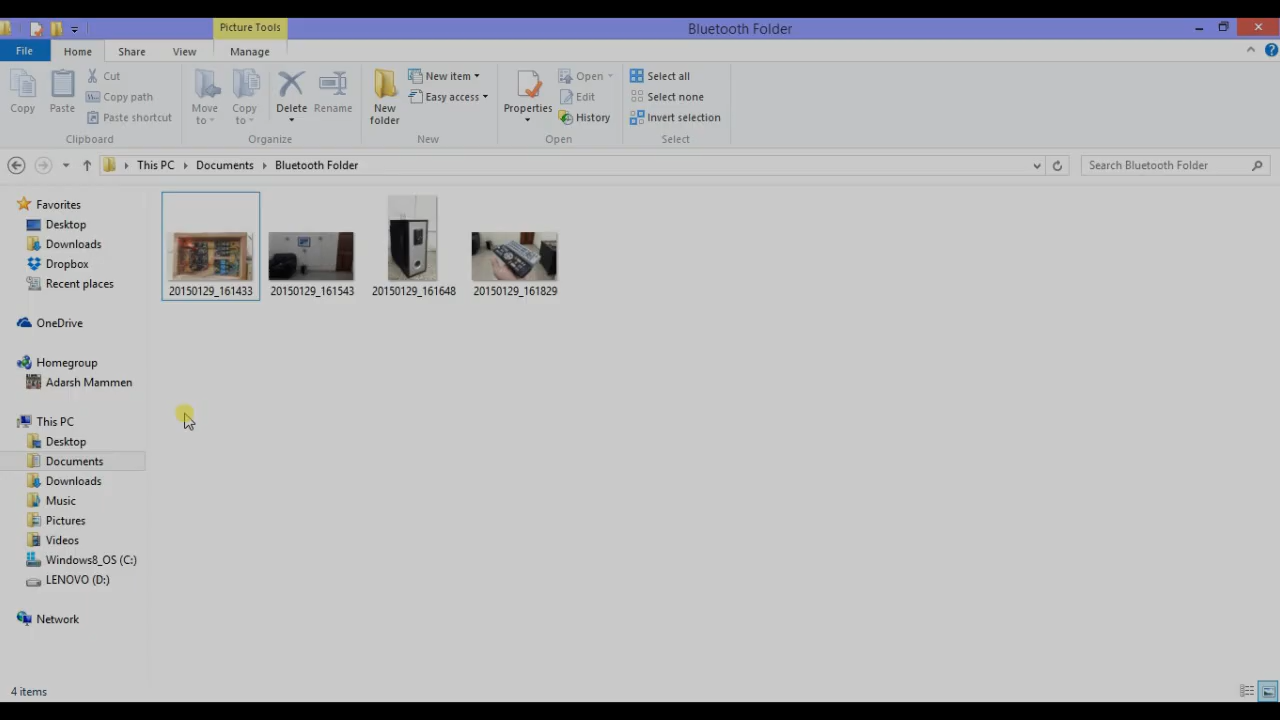 Picture Tools
Bluetooth Folder
File
Home
Share
View
Manage
Copy
Paste
Cut
Copy path
Paste shortcut
Clipboard
Move to
Copy to
Delete
Rename
Organize
New folder
New item
Easy access
New
Properties
Open
Edit
History
Open
Select all
Select none
Invert selection
Select
This PC
Documents
Bluetooth Folder
Search Bluetooth Folder
Favorites
Desktop
Downloads
Dropbox
Recent places
OneDrive
Homegroup
Adarsh Mammen
This PC
Desktop
Documents
Downloads
Music
Pictures
Videos
Windows8_OS (C:)
LENOVO (D:)
Network
20150129_161433
20150129_161543
20150129_161648
20150129_161829
4 items